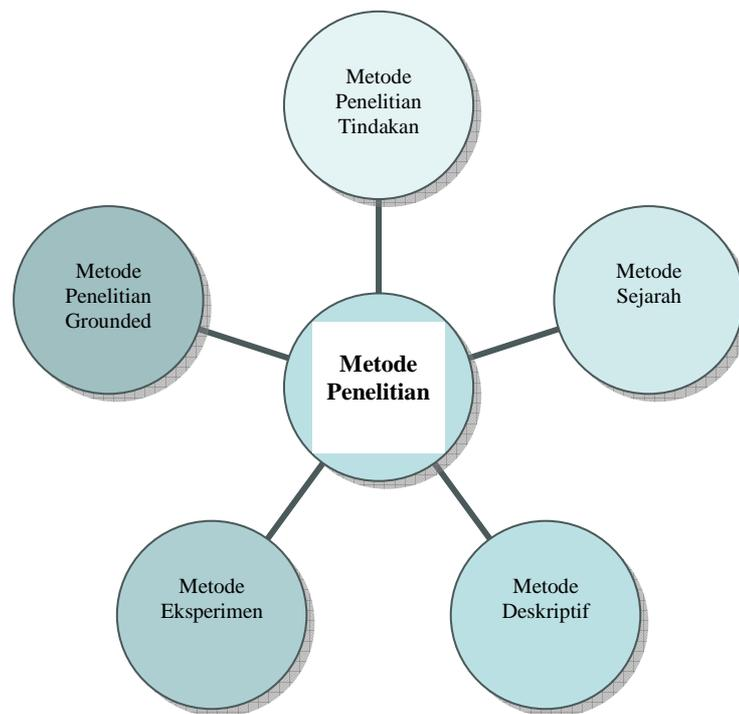 Metode
Penelitian
Tindakan
Metode
Penelitian
Grounded
Metode
Sejarah
Metode
Penelitian
Metode
Eksperimen
Metode
Deskriptif